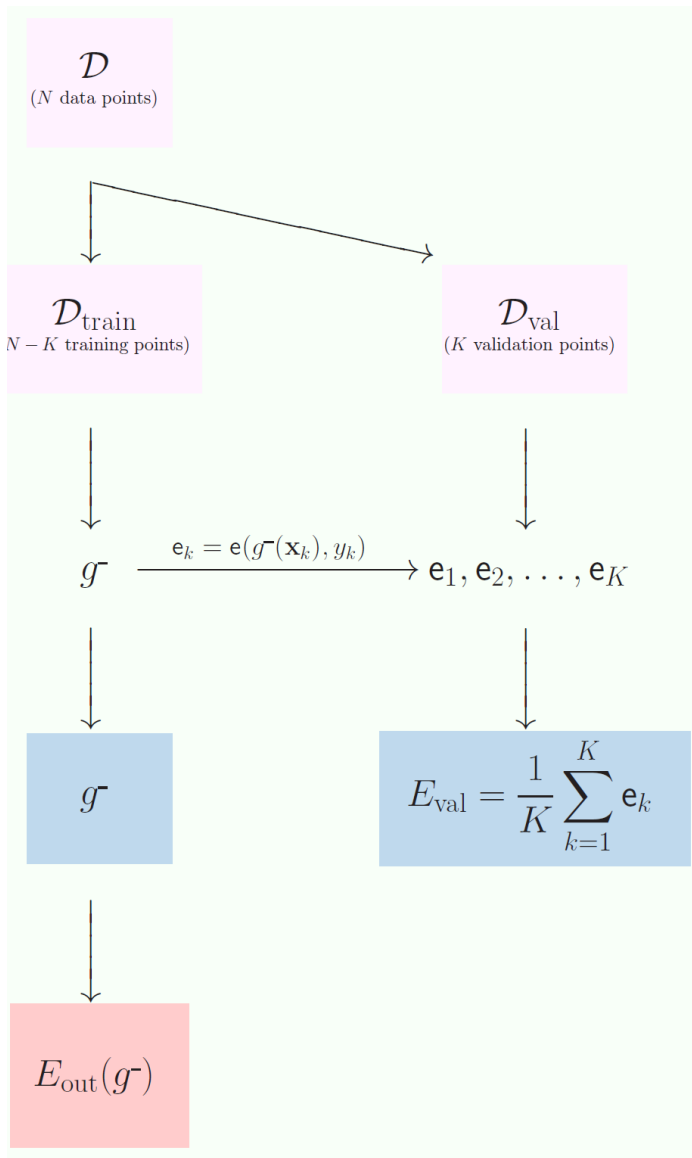 𝒟
(N data points)
𝒟train
N − K training points)
𝒟val
(K validation points)
eₖ = e(g⁻(𝐱ₖ), yₖ)
g⁻
e₁, e₂, . . . , e_K
g⁻
E_val = 1/K ∑_{k=1}^{K} eₖ
E_out(g⁻)